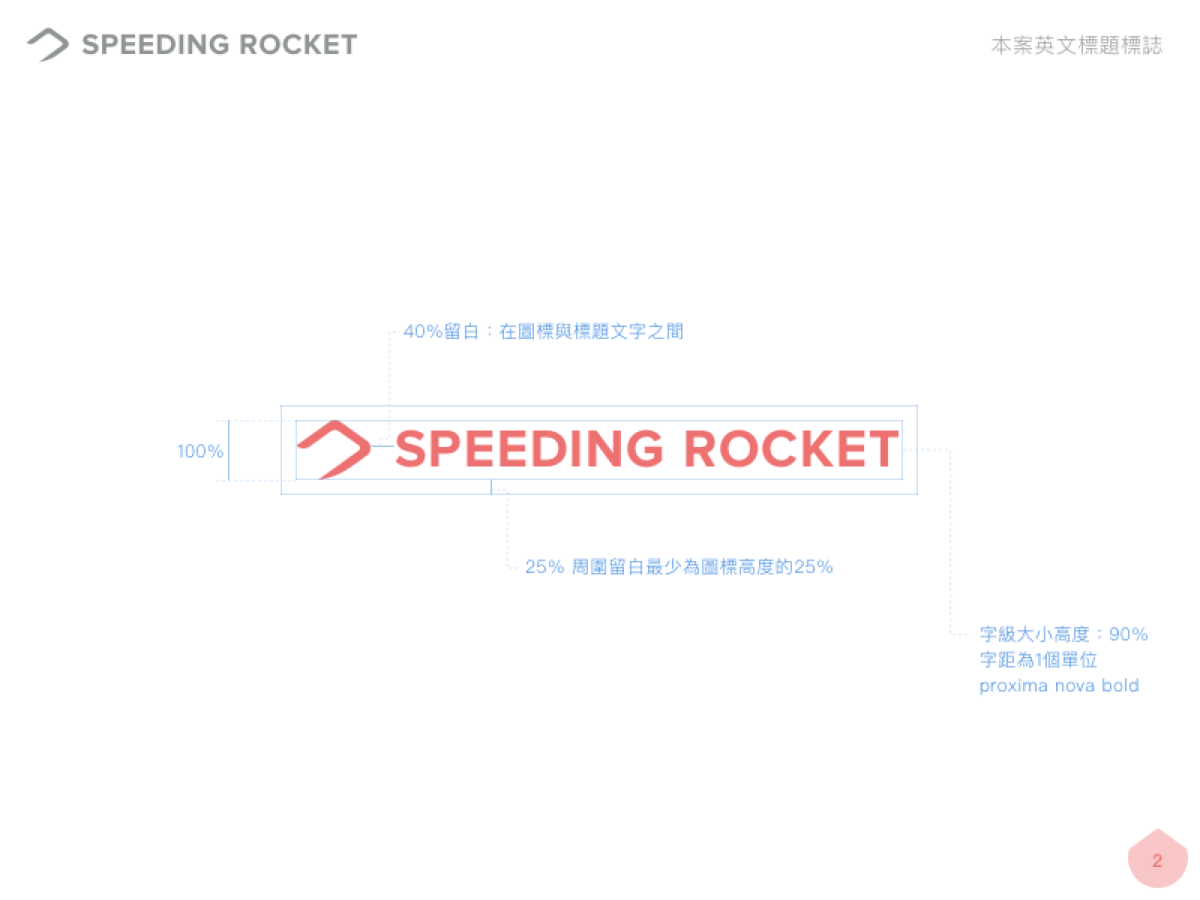 SPEEDING ROCKET
本案英文標題標誌
40%留白：在圖標與標題文字之間
100%
SPEEDING ROCKET
25% 周圍留白最少為圖標高度的25%
字級大小高度：90%
字距為1個單位
proxima nova bold
2